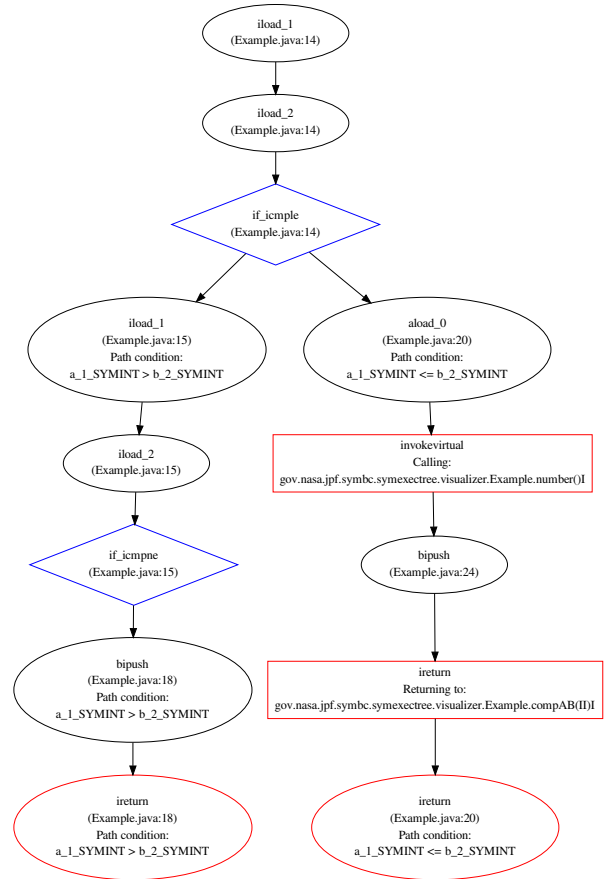 iload_1
(Example.java:14)
iload_2
(Example.java:14)
if_icmple
(Example.java:14)
iload_1
(Example.java:15)
Path condition:
a_1_SYMINT > b_2_SYMINT
aload_0
(Example.java:20)
Path condition:
a_1_SYMINT <= b_2_SYMINT
iload_2
(Example.java:15)
invokevirtual
Calling:
gov.nasa.jpf.symbc.symexectree.visualizer.Example.number()I
if_icmpne
(Example.java:15)
bipush
(Example.java:24)
bipush
(Example.java:18)
Path condition:
a_1_SYMINT > b_2_SYMINT
ireturn
Returning to:
gov.nasa.jpf.symbc.symexectree.visualizer.Example.compAB(II)I
ireturn
(Example.java:18)
Path condition:
a_1_SYMINT > b_2_SYMINT
ireturn
(Example.java:20)
Path condition:
a_1_SYMINT <= b_2_SYMINT